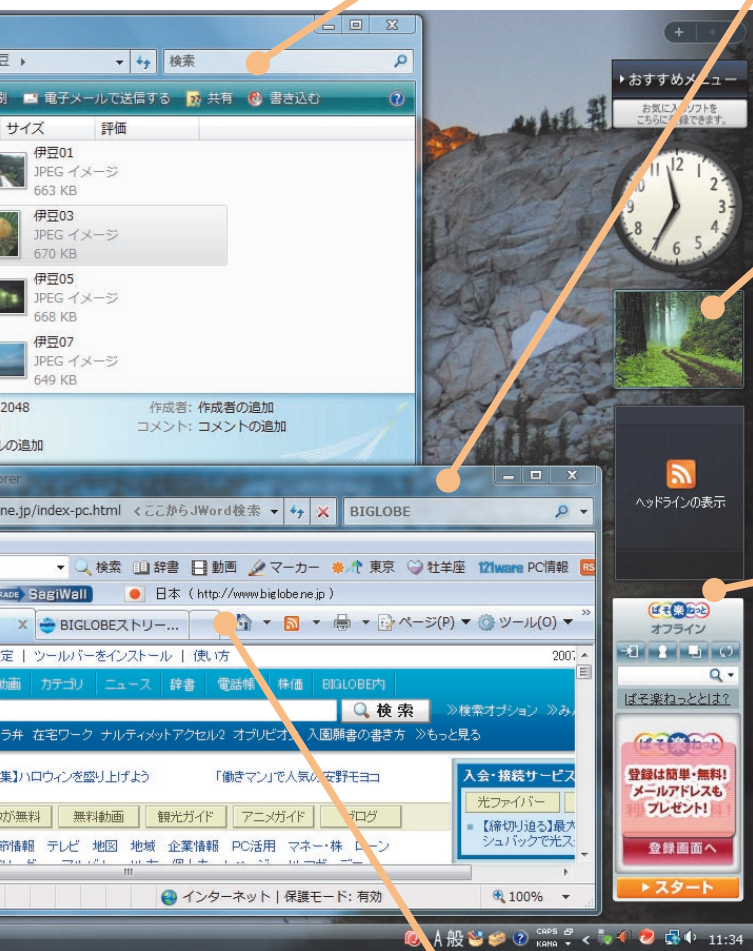 豆
検索
電子メールで送信する 共有 書き込む
サイズ 評価
伊豆01
JPEG イメージ
663 KB
伊豆03
JPEG イメージ
670 KB
伊豆05
JPEG イメージ
668 KB
伊豆07
JPEG イメージ
649 KB
2048 作成者: 作成者の追加
コメント: コメントの追加
の追加
おすすめメニュー
お気に入りソフトを
こちらに登録できます。
11 12 1
2
9 3
8 4
7 6 5
ヘッドラインの表示
orer
ne.jp/index-pc.html くここからJWord検索 BIGLOBE
検索 辞書 動画 マーカー 東京 牡羊座 121ware PC情報 RS
SagiWall 日本 ( http://www.biglobe.ne.jp )
BIGLOBEストリー... ページ(P) ツール(O) »
定 | ツールバーをインストール | 使い方 2007
動画 カテゴリ ニュース 辞書 電話帳 株価 BIGLOBE内
検索 ≫検索オプション ≫み
ラ弁 在宅ワーク ナルティメットアクセル2 オブリビオン 入園願書の書き方 ≫もっと見る
集】ハロウィンを盛り上げよう 「働きマン」で人気の安野モヨコ 入会・接続サービス
が無料 無料動画 観光ガイド アニメガイド ブログ 光ファイバー
【締切り迫る】最大
シュバックで光ス
節情報 テレビ 地図 地域 企業情報 PC活用 マネー・株 ローン
インターネット | 保護モード: 有効 100%
ぱそ楽ねっと
オフライン
ぱそ楽ねっととは?
ぱそ楽ねっと
登録は簡単・無料!
メールアドレスも
プレゼント!
登録画面へ
スタート
A 般 CAPS KANA 11:34